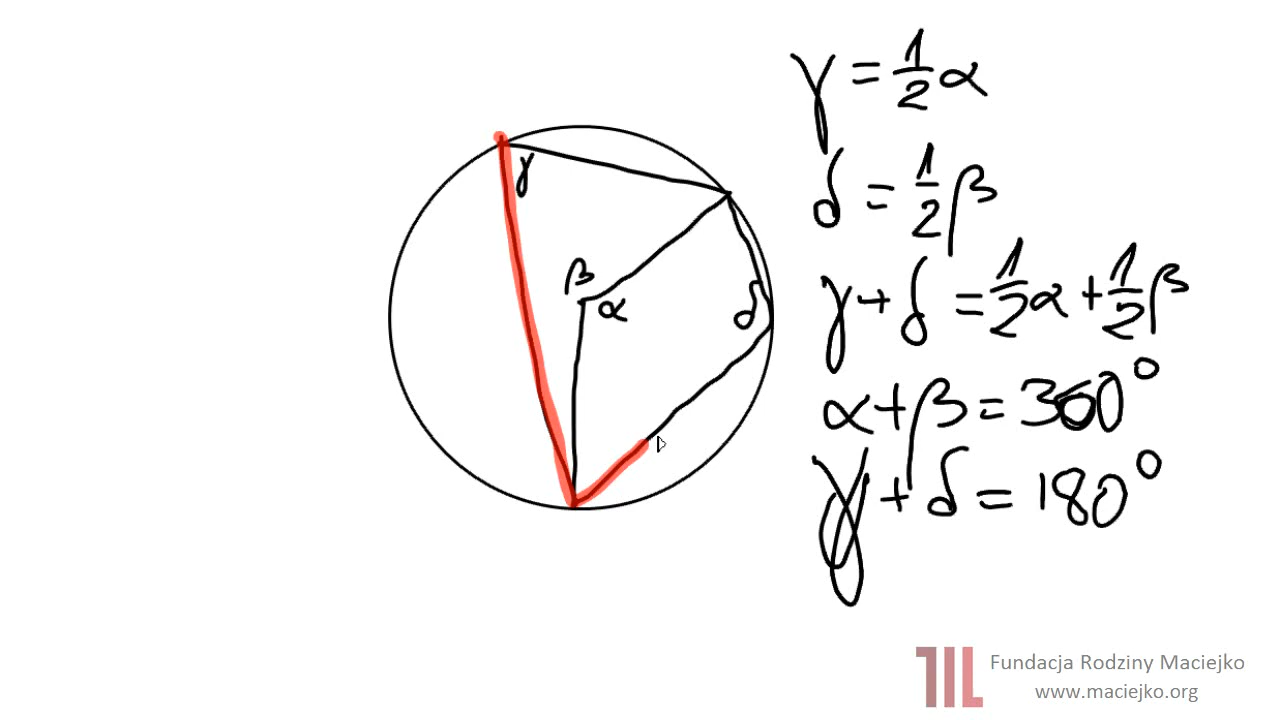 γ = 1/2 α
δ = 1/2 β
γ + δ = 1/2 α + 1/2 β
α + β = 360°
γ + δ = 180°
γ
β
α
δ
Fundacja Rodziny Maciejko
www.maciejko.org